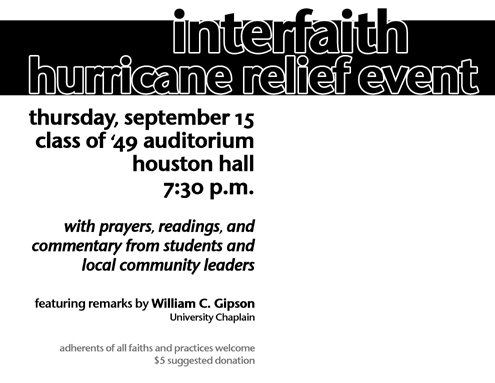 interfaith
hurricane relief event
thursday, september 15
class of ‘49 auditorium
houston hall
7:30 p.m.
with prayers, readings, and
commentary from students and
local community leaders
featuring remarks by William C. Gipson
University Chaplain
adherents of all faiths and practices welcome
$5 suggested donation